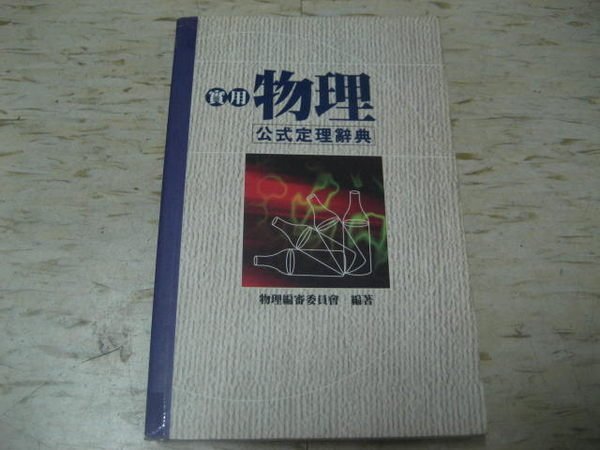 實用 物理
公式定理辭典
物理編審委員會 編著